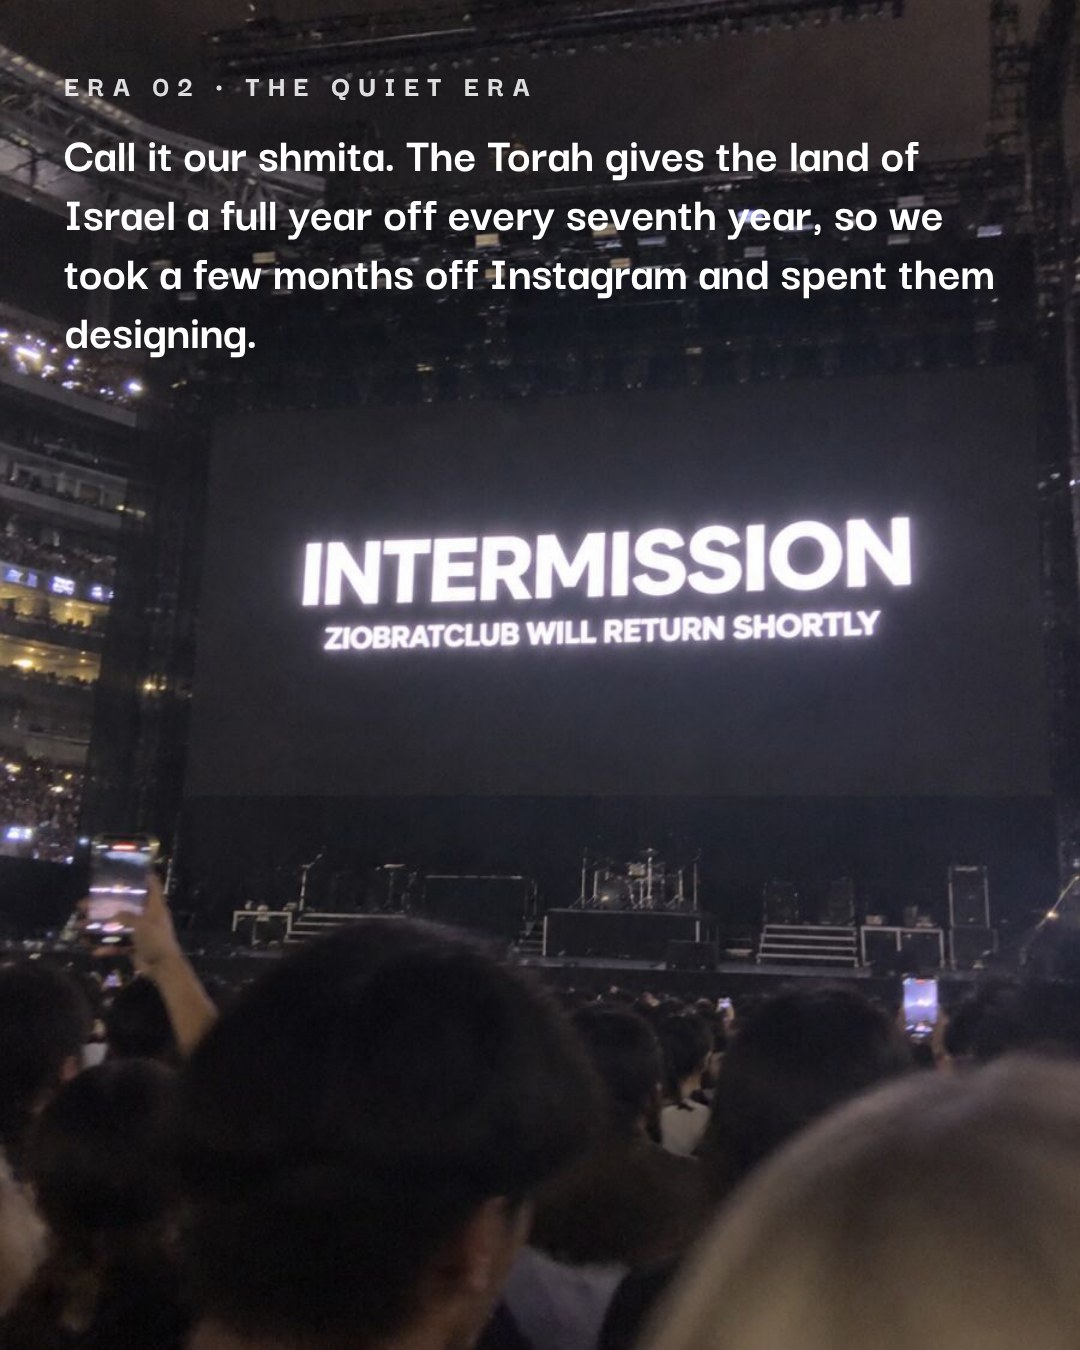 ERA 02 · THE QUIET ERA
Call it our shmita. The Torah gives the land of
Israel a full year off every seventh year, so we
took a few months off Instagram and spent them
designing.
INTERMISSION
ZIOBRATCLUB WILL RETURN SHORTLY